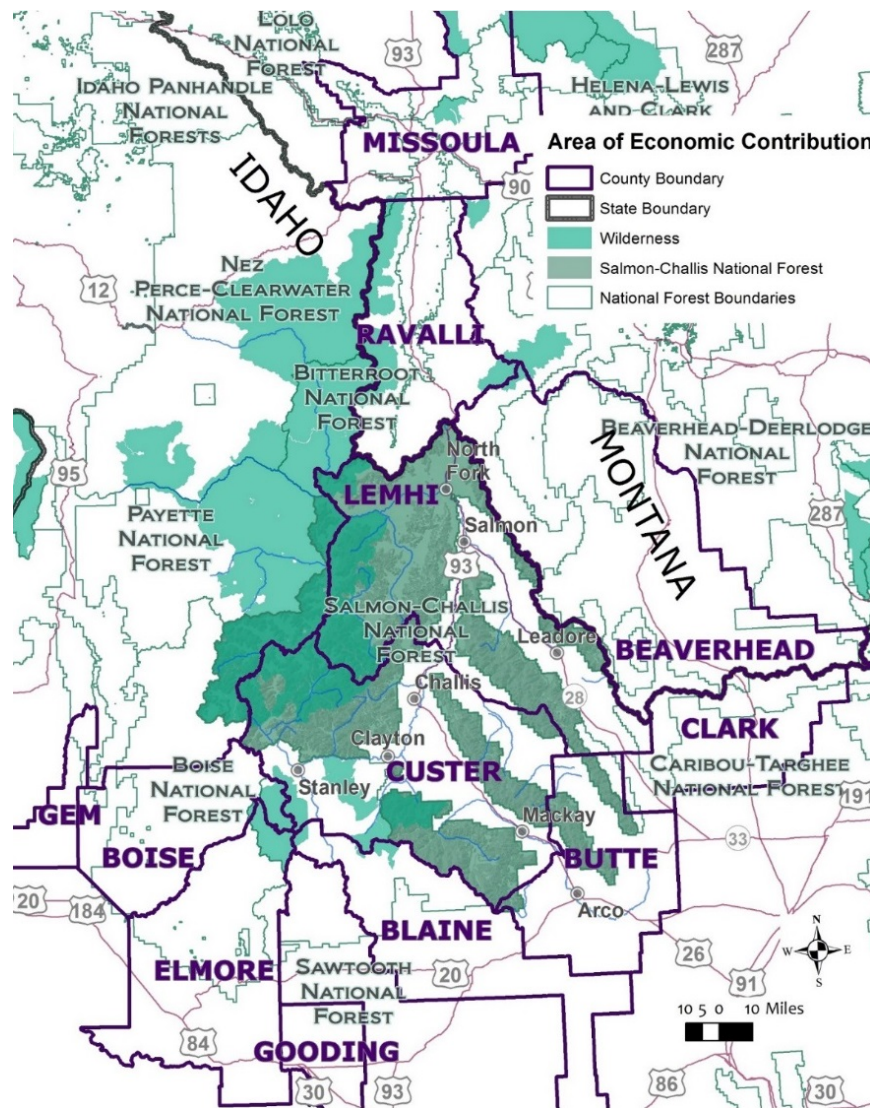 LOLO
NATIONAL
FOREST
93
287
IDAHO PANHANDLE
NATIONAL
FORESTS
HELENA-LEWIS
AND-CLARK
MISSOULA
90
Area of Economic Contribution
County Boundary
State Boundary
Wilderness
Salmon-Challis National Forest
National Forest Boundaries
IDAHO
12
NEZ
PERCE-CLEARWATER
NATIONAL FOREST
RAVALLI
BITTERROOT
NATIONAL
FOREST
BEAVERHEAD-DEERLODGE
NATIONAL
FOREST
MONTANA
95
North
Fork
LEMHI
PAYETTE
NATIONAL
FOREST
Salmon
93
287
SALMON-CHALLIS
NATIONAL
FOREST
Leadore
BEAVERHEAD
Challis
28
CLARK
Clayton
CUSTER
Stanley
BOISE
NATIONAL
FOREST
CARIBOU-TARGHEE
NATIONAL FOREST
191
GEM
Mackay
33
BOISE
BUTTE
20
184
Arco
BLAINE
ELMORE
SAWTOOTH
NATIONAL
FOREST
20
26
91
N
W
E
S
10 5 0 10 Miles
84
GOODING
30
93
86
30